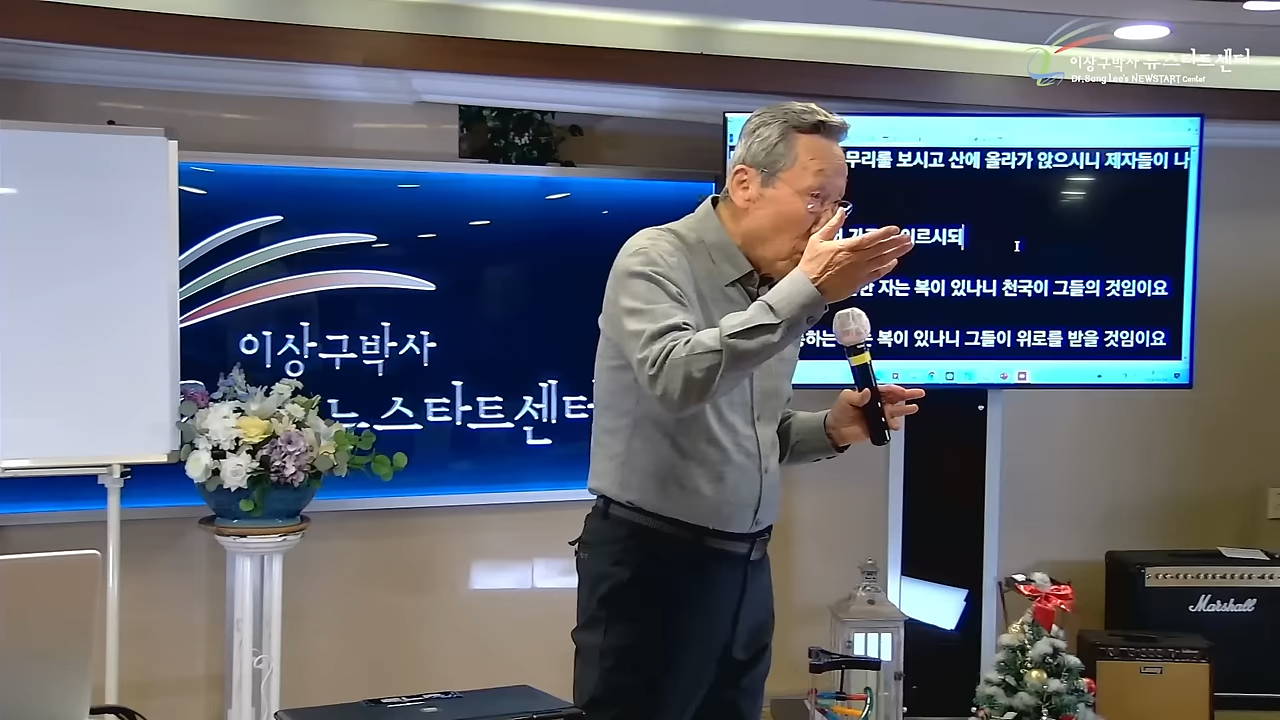 이상구박사 뉴스타트센터
Dr. Sang Lee's NEWSTART Center
무리를 보시고 산에 올라가 앉으시니 제자들이 나
이르시되
자는 복이 있나니 천국이 그들의 것임이요
복이 있나니 그들이 위로를 받을 것임이요
이상구박사
뉴스타트센터
Marshall